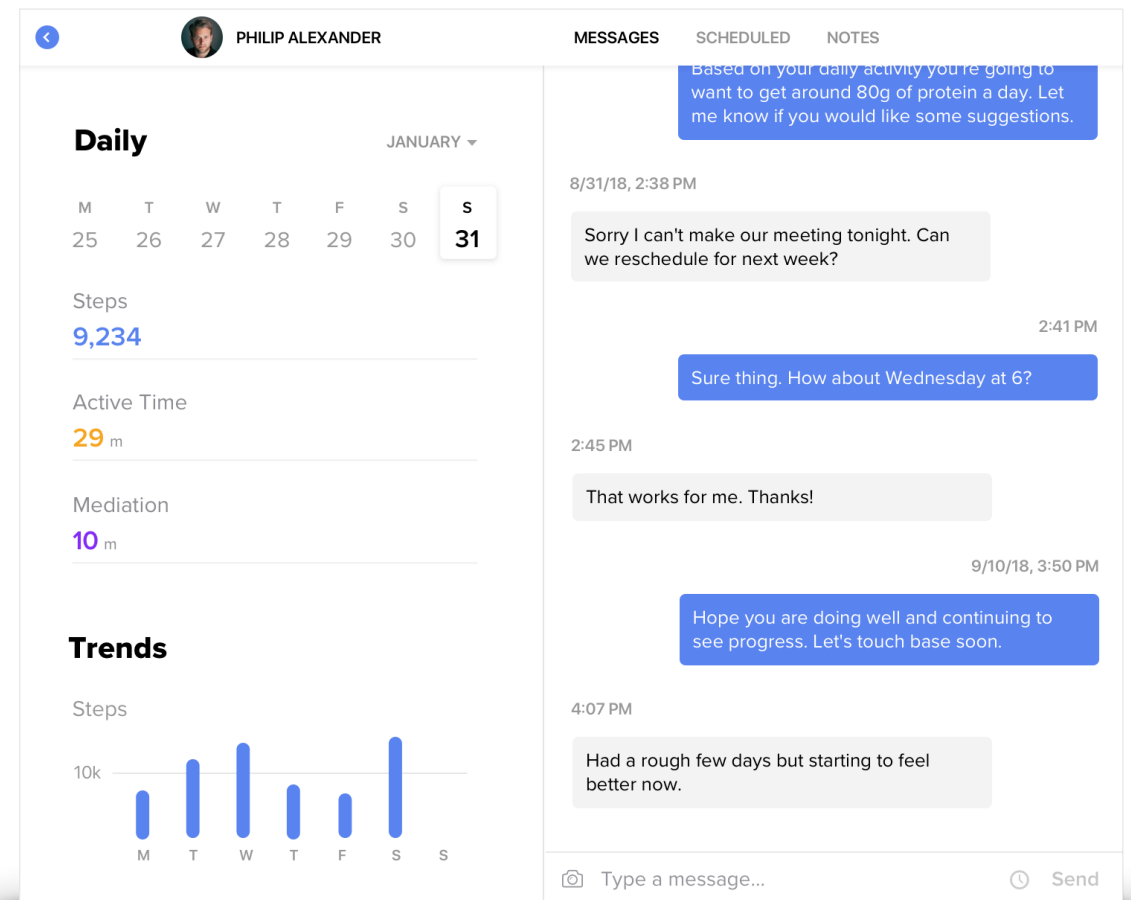 PHILIP ALEXANDER
MESSAGES SCHEDULED NOTES
Daily
JANUARY
M T W T F S S
25 26 27 28 29 30 31
Steps
9,234
Active Time
29 m
Mediation
10 m
Trends
Steps
10k
M T W T F S S
Based on your daily activity you're going to
want to get around 80g of protein a day. Let
me know if you would like some suggestions.
8/31/18, 2:38 PM
Sorry I can't make our meeting tonight. Can
we reschedule for next week?
2:41 PM
Sure thing. How about Wednesday at 6?
2:45 PM
That works for me. Thanks!
9/10/18, 3:50 PM
Hope you are doing well and continuing to
see progress. Let's touch base soon.
4:07 PM
Had a rough few days but starting to feel
better now.
Type a message... Send